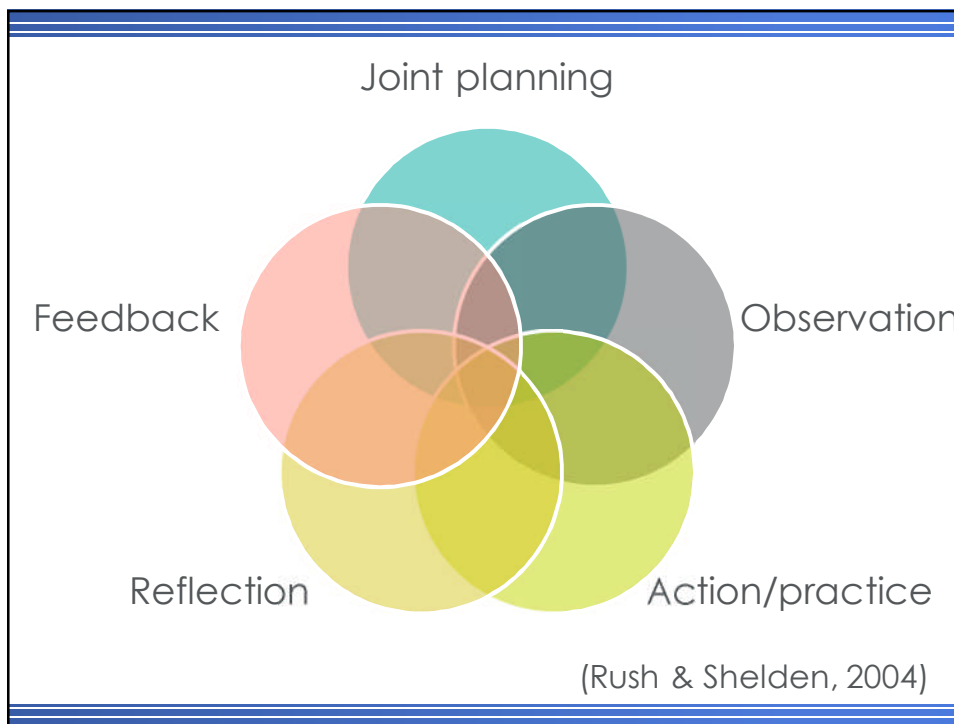 Joint planning
Feedback
Observation
Reflection
Action/practice
(Rush & Shelden, 2004)